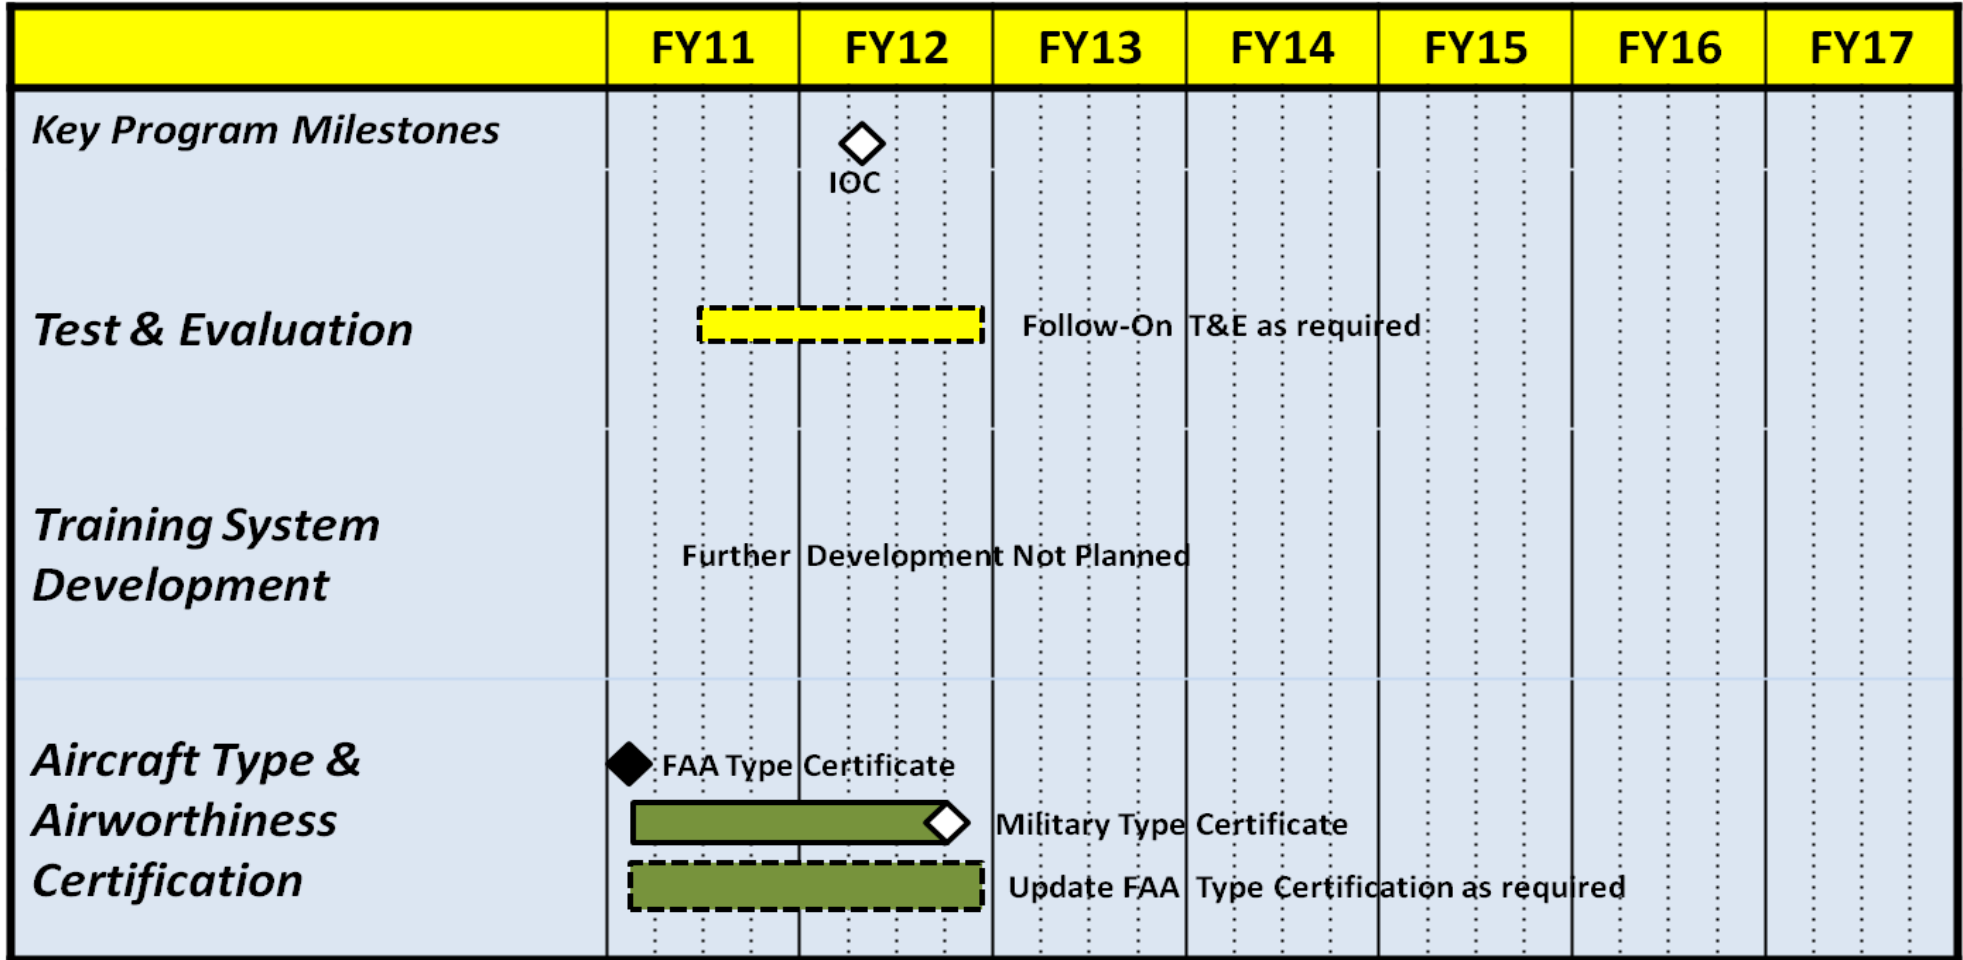 FY11 FY12 FY13 FY14 FY15 FY16 FY17
Key Program Milestones
IOC
Test & Evaluation
Follow-On T&E as required
Training System
Development
Further Development Not Planned
Aircraft Type &
Airworthiness
Certification
FAA Type Certificate
Military Type Certificate
Update FAA Type Certification as required